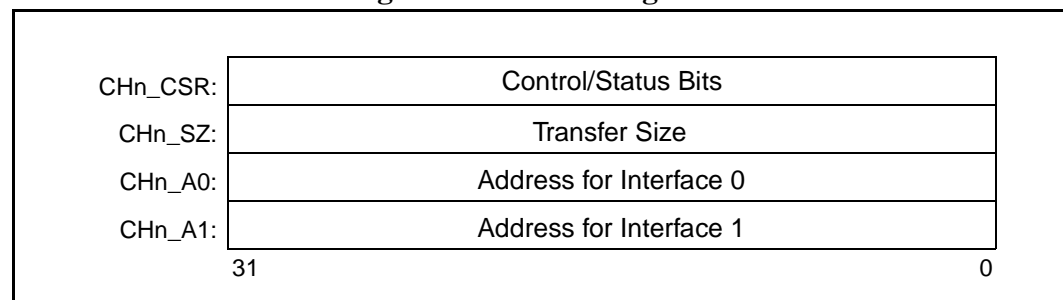 CHn_CSR: Control/Status Bits
CHn_SZ: Transfer Size
CHn_A0: Address for Interface 0
CHn_A1: Address for Interface 1
31 0